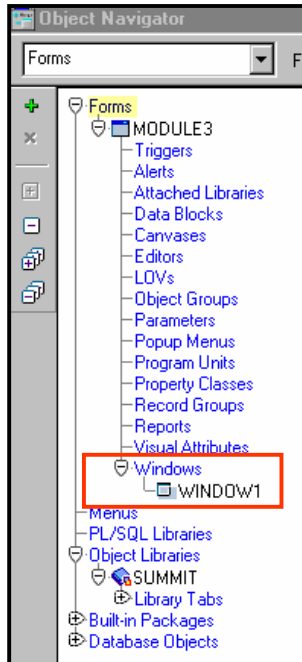 Object Navigator
Forms
F
Forms
MODULE3
Triggers
Alerts
Attached Libraries
Data Blocks
Canvases
Editors
LOVs
Object Groups
Parameters
Popup Menus
Program Units
Property Classes
Record Groups
Reports
Visual Attributes
Windows
WINDOW1
Menus
PL/SQL Libraries
Object Libraries
SUMMIT
Library Tabs
Built-in Packages
Database Objects